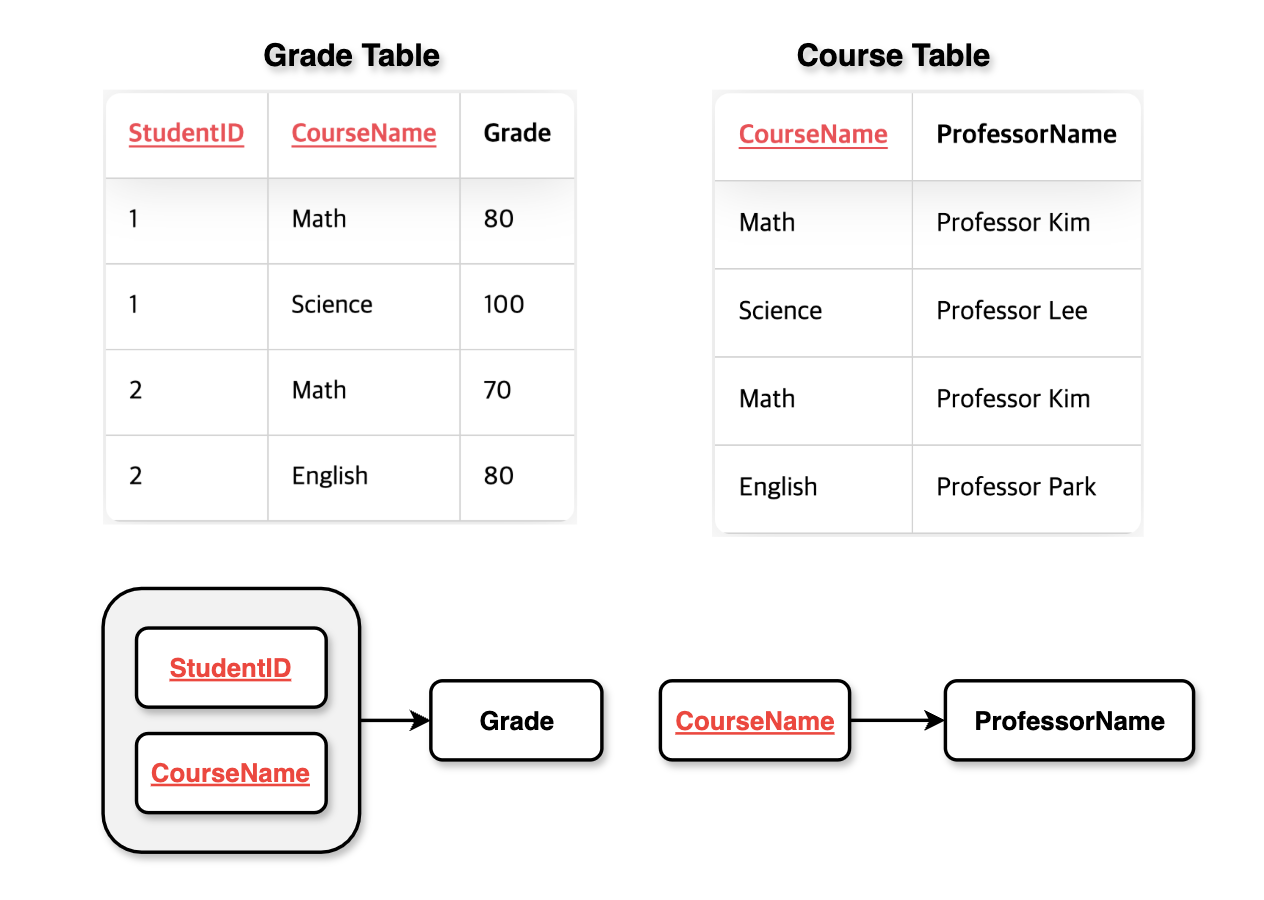 Grade Table
StudentID CourseName Grade
1 Math 80
1 Science 100
2 Math 70
2 English 80
Course Table
CourseName ProfessorName
Math Professor Kim
Science Professor Lee
Math Professor Kim
English Professor Park
StudentID
CourseName
Grade
CourseName
ProfessorName